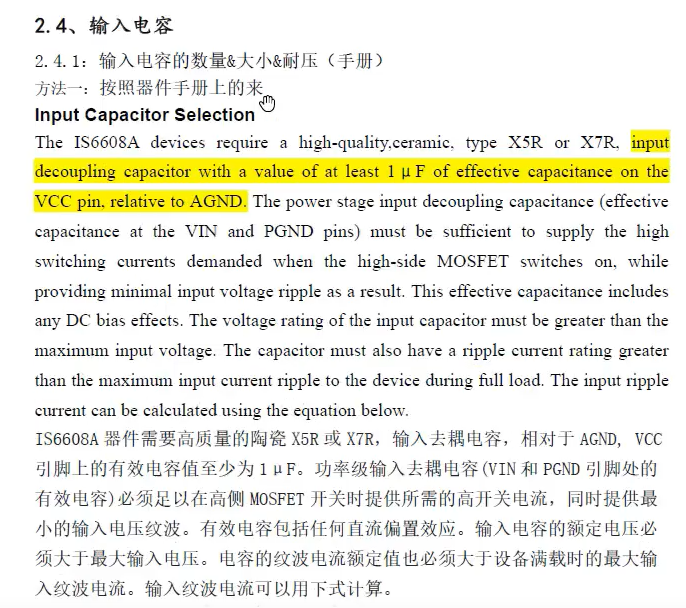 2.4、输入电容
2.4.1：输入电容的数量&大小&耐压（手册）
方法一：按照器件手册上的来
Input Capacitor Selection
The IS6608A devices require a high-quality,ceramic, type X5R or X7R, input
decoupling capacitor with a value of at least 1μF of effective capacitance on the
VCC pin, relative to AGND. The power stage input decoupling capacitance (effective
capacitance at the VIN and PGND pins) must be sufficient to supply the high
switching currents demanded when the high-side MOSFET switches on, while
providing minimal input voltage ripple as a result. This effective capacitance includes
any DC bias effects. The voltage rating of the input capacitor must be greater than the
maximum input voltage. The capacitor must also have a ripple current rating greater
than the maximum input current ripple to the device during full load. The input ripple
current can be calculated using the equation below.
IS6608A 器件需要高质量的陶瓷 X5R 或 X7R，输入去耦电容，相对于 AGND, VCC
引脚上的有效电容值至少为 1μF。功率级输入去耦电容(VIN 和 PGND 引脚处的
有效电容)必须足以在高侧 MOSFET 开关时提供所需的高开关电流，同时提供最
小的输入电压纹波。有效电容包括任何直流偏置效应。输入电容的额定电压必
须大于最大输入电压。电容的纹波电流额定值也必须大于设备满载时的最大输
入纹波电流。输入纹波电流可以用下式计算。